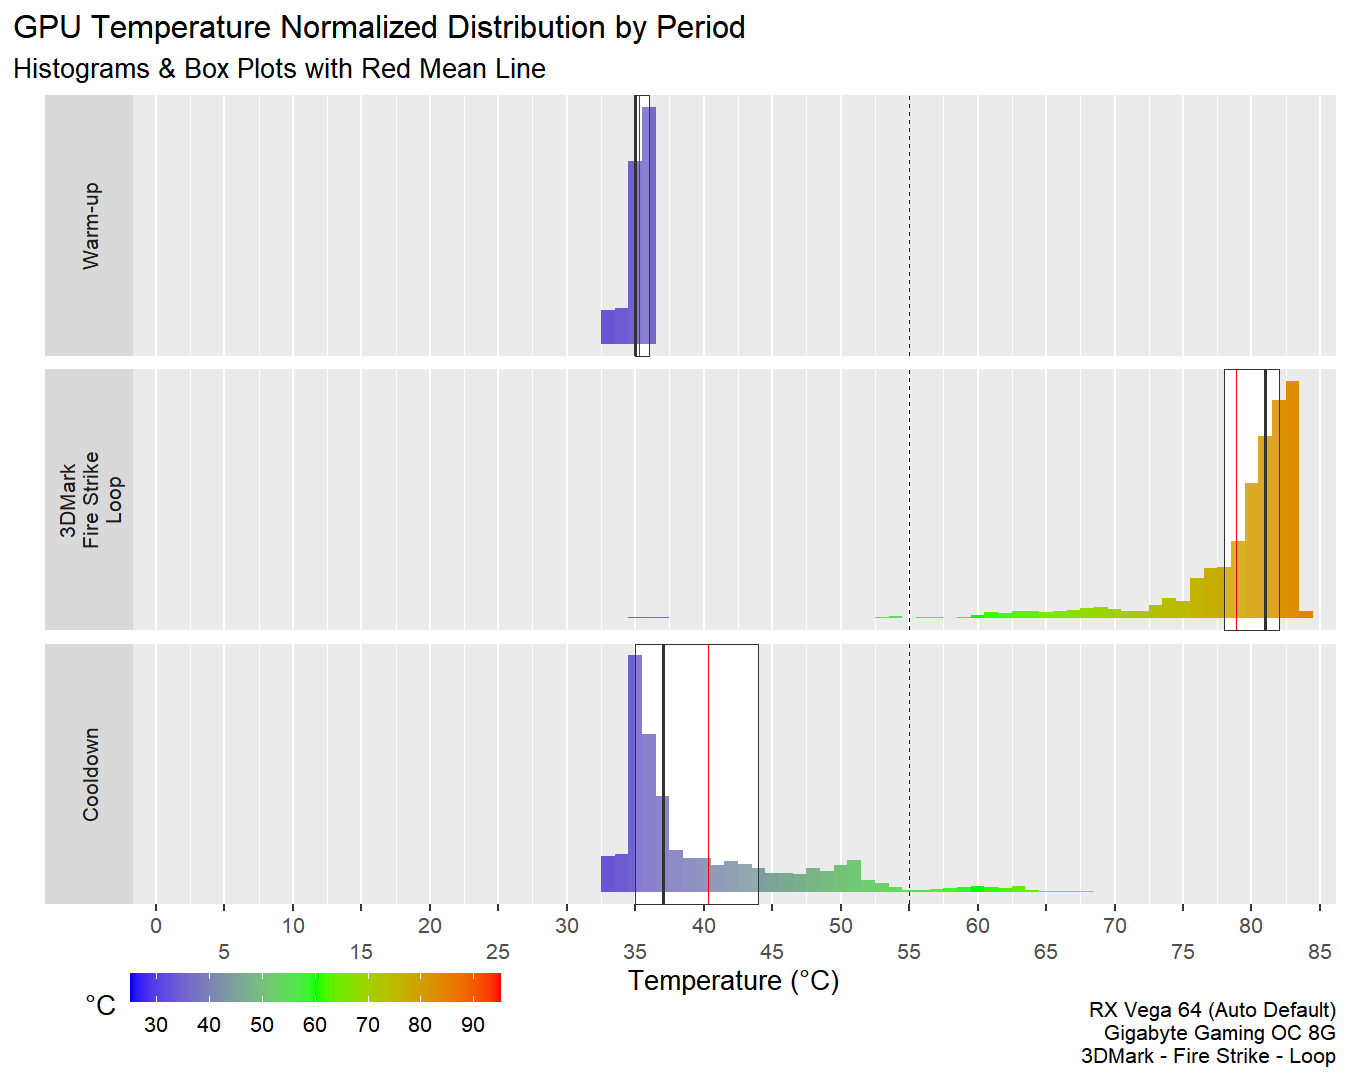 GPU Temperature Normalized Distribution by Period
Histograms & Box Plots with Red Mean Line
Warm-up
3DMark
Fire Strike
Loop
Cooldown
0 10 20 30 40 50 60 70 80
5 15 25 35 45 55 65 75 85
Temperature (°C)
°C
30 40 50 60 70 80 90
RX Vega 64 (Auto Default)
Gigabyte Gaming OC 8G
3DMark - Fire Strike - Loop